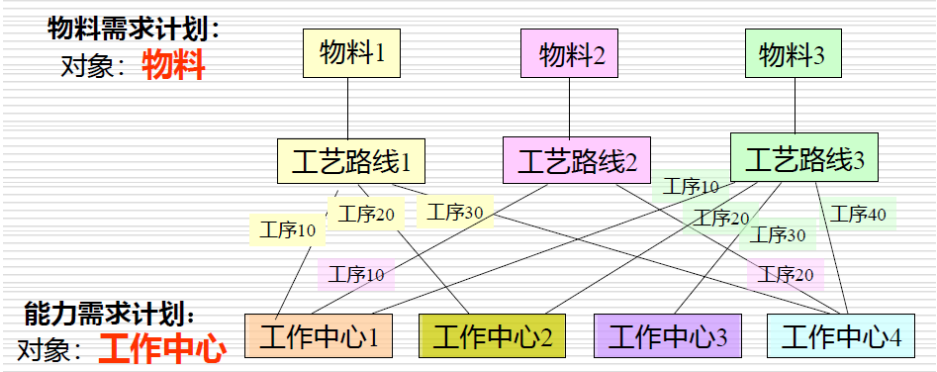 物料需求计划：
对象：物料
物料1
物料2
物料3
工艺路线1
工艺路线2
工艺路线3
工序10
工序20
工序30
工序10
工序20
工序30
工序40
工序10
工序20
能力需求计划：
对象：工作中心
工作中心1
工作中心2
工作中心3
工作中心4